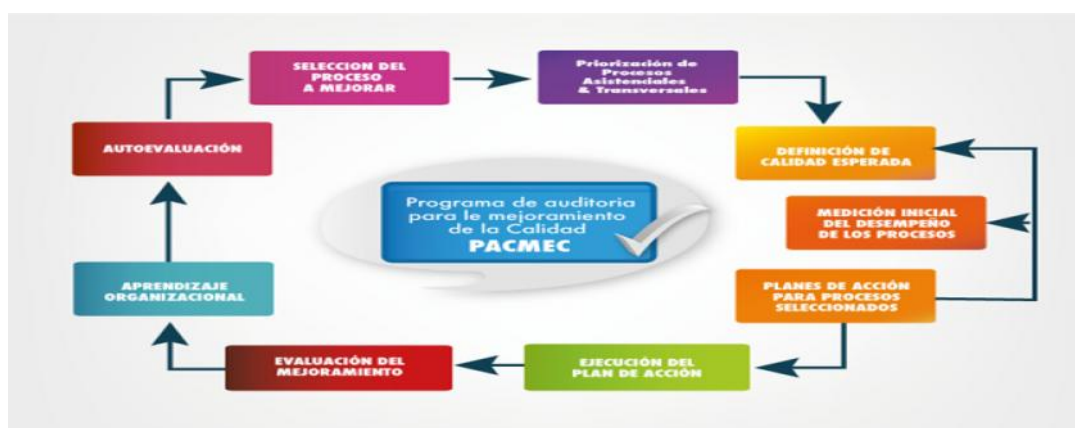 SELECCION DEL
PROCESO
A MEJORAR
Priorización de
Procesos
Asistenciales
& Transversales
AUTOEVALUACIÓN
DEFINICIÓN DE
CALIDAD ESPERADA
Programa de auditoria
para le mejoramiento
de la Calidad
PACMEC
MEDICIÓN INICIAL
DEL DESEMPEÑO
DE LOS PROCESOS
APRENDIZAJE
ORGANIZACIONAL
PLANES DE ACCIÓN
PARA PROCESOS
SELECCIONADOS
EVALUACIÓN DEL
MEJORAMIENTO
EJECUCIÓN DEL
PLAN DE ACCIÓN